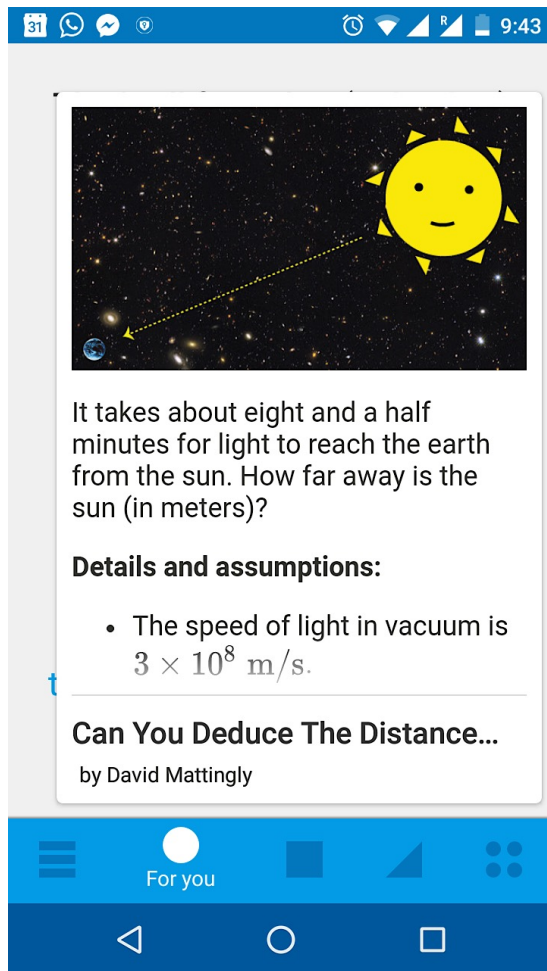 31
R
9:43
It takes about eight and a half
minutes for light to reach the earth
from the sun. How far away is the
sun (in meters)?
Details and assumptions:
• The speed of light in vacuum is
3 × 10⁸ m/s.
t
Can You Deduce The Distance...
by David Mattingly
For you